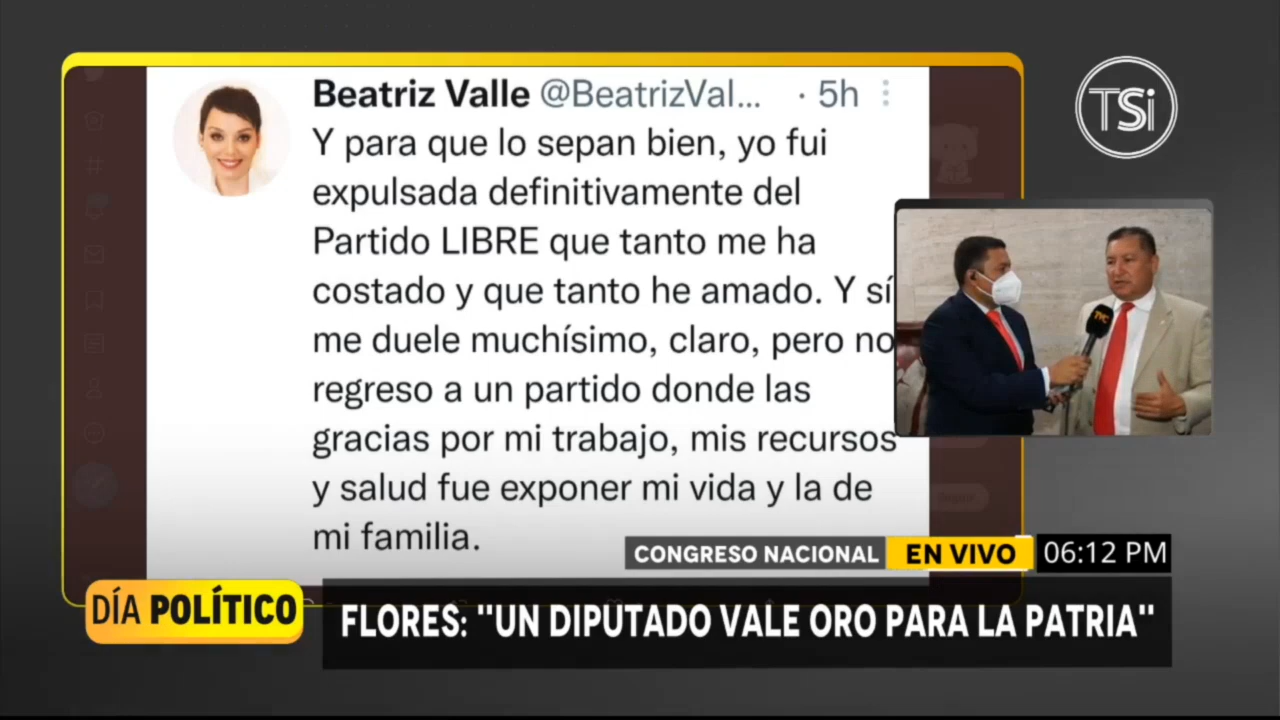 Beatriz Valle @BeatrizVal... · 5h
Y para que lo sepan bien, yo fui
expulsada definitivamente del
Partido LIBRE que tanto me ha
costado y que tanto he amado. Y sí
me duele muchísimo, claro, pero no
regreso a un partido donde las
gracias por mi trabajo, mis recursos
y salud fue exponer mi vida y la de
mi familia.
TSi
TVC
CONGRESO NACIONAL EN VIVO 06:12 PM
DÍA POLÍTICO
FLORES: "UN DIPUTADO VALE ORO PARA LA PATRIA"